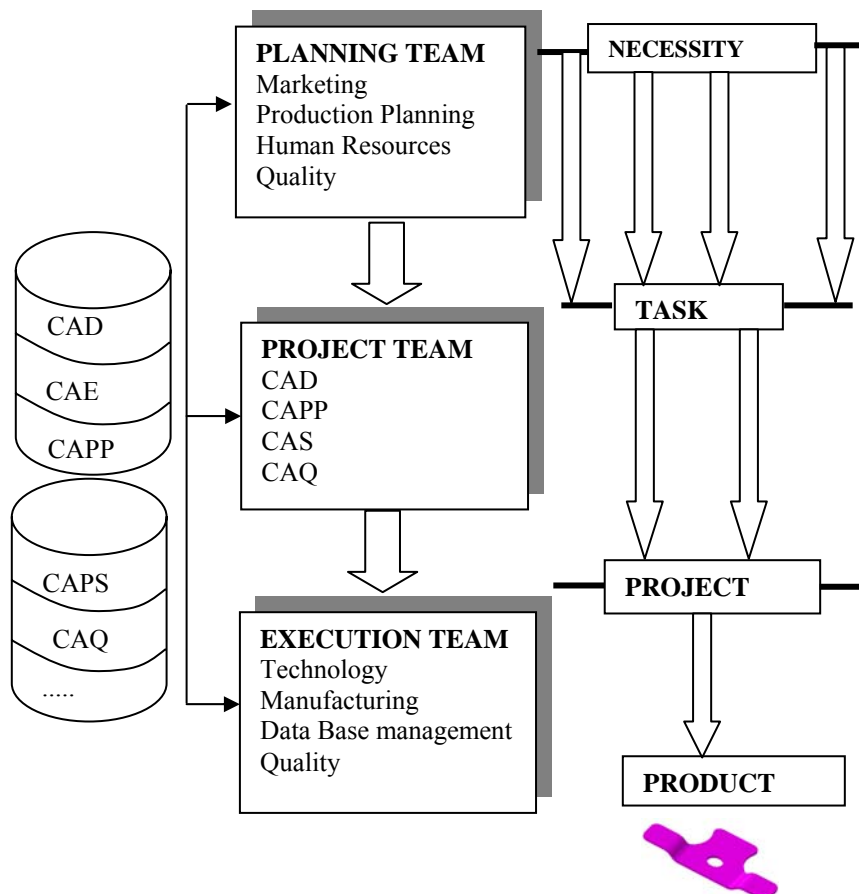 PLANNING TEAM
Marketing
Production Planning
Human Resources
Quality
NECESSITY
CAD
CAE
CAPP
CAPS
CAQ
.....
PROJECT TEAM
CAD
CAPP
CAS
CAQ
TASK
EXECUTION TEAM
Technology
Manufacturing
Data Base management
Quality
PROJECT
PRODUCT